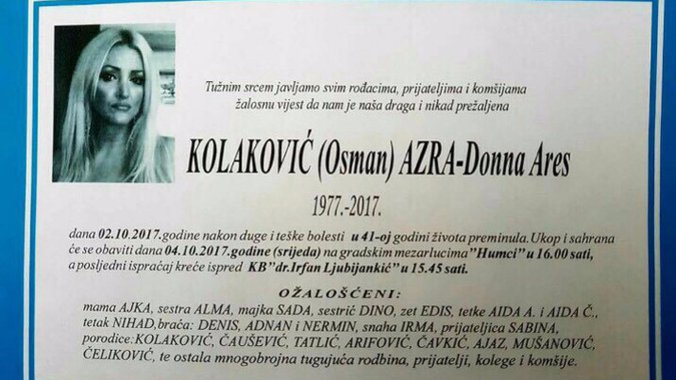 Tužnim srcem javljamo svim rođacima, prijateljima i komšijama
žalosnu vijest da nam je naša draga i nikad prežaljena
KOLAKOVIĆ (Osman) AZRA-Donna Ares
1977.-2017.
dana 02.10.2017.godine nakon duge i teške bolesti u 41-oj godini života preminula. Ukop i sahrana
će se obaviti dana 04.10.2017.godine (srijeda) na gradskim mezarlucima "Humci" u 16.00 sati,
a posljednji ispraćaj kreće ispred KB"dr.Irfan Ljubijankić" u 15.45 sati.
OŽALOŠĆENI:
mama AJKA, sestra ALMA, majka SADA, sestrić DINO, zet EDIS, tetke AIDA A. i AIDA Č.,
tetak NIHAD,braća: DENIS, ADNAN i NERMIN, snaha IRMA, prijateljica SABINA,
porodice:KOLAKOVIĆ, ČAUŠEVIĆ, TATLIĆ, ARIFOVIĆ, ČAVKIĆ, AJAZ, MUŠANOVIĆ,
ČELIKOVIĆ, te ostala mnogobrojna tugujuća rodbina, prijatelji, kolege i komšije.